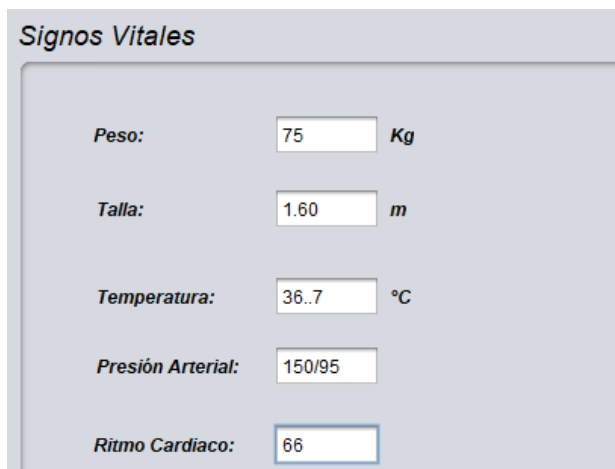 Signos Vitales
Peso: 75 Kg
Talla: 1.60 m
Temperatura: 36..7 °C
Presión Arterial: 150/95
Ritmo Cardiaco: 66